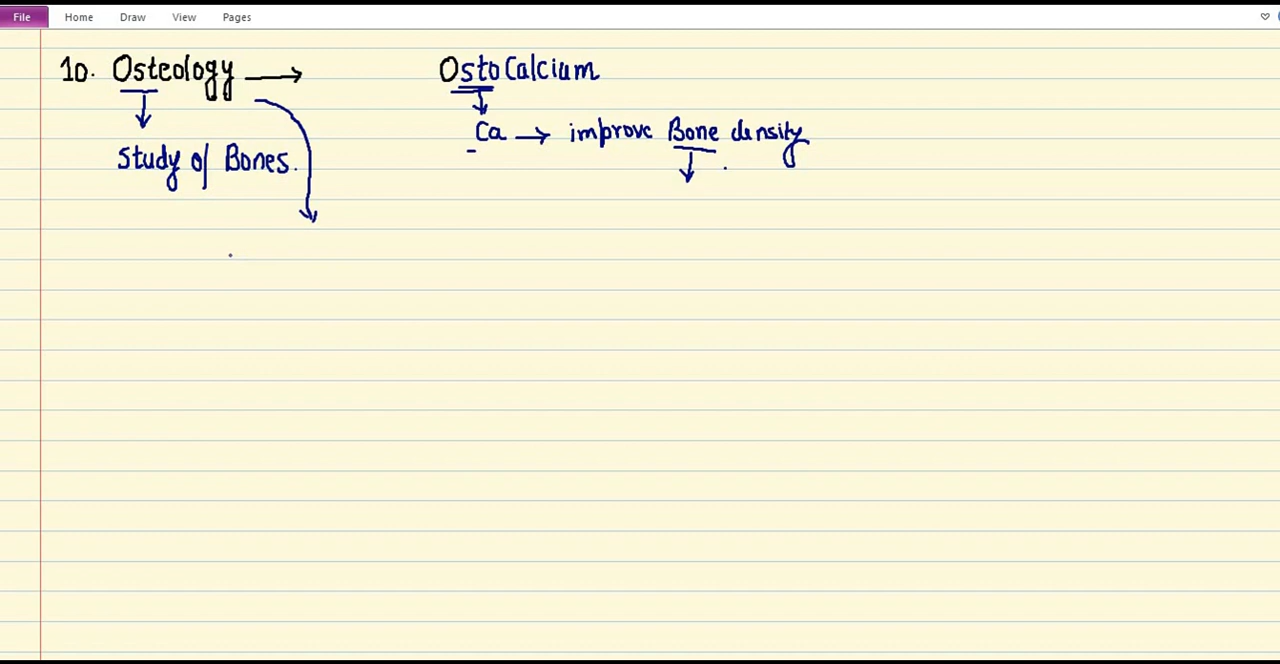 File Home Draw View Pages
10. Osteology → OstoCalcium
Ca → improve Bone density
Study of Bones.